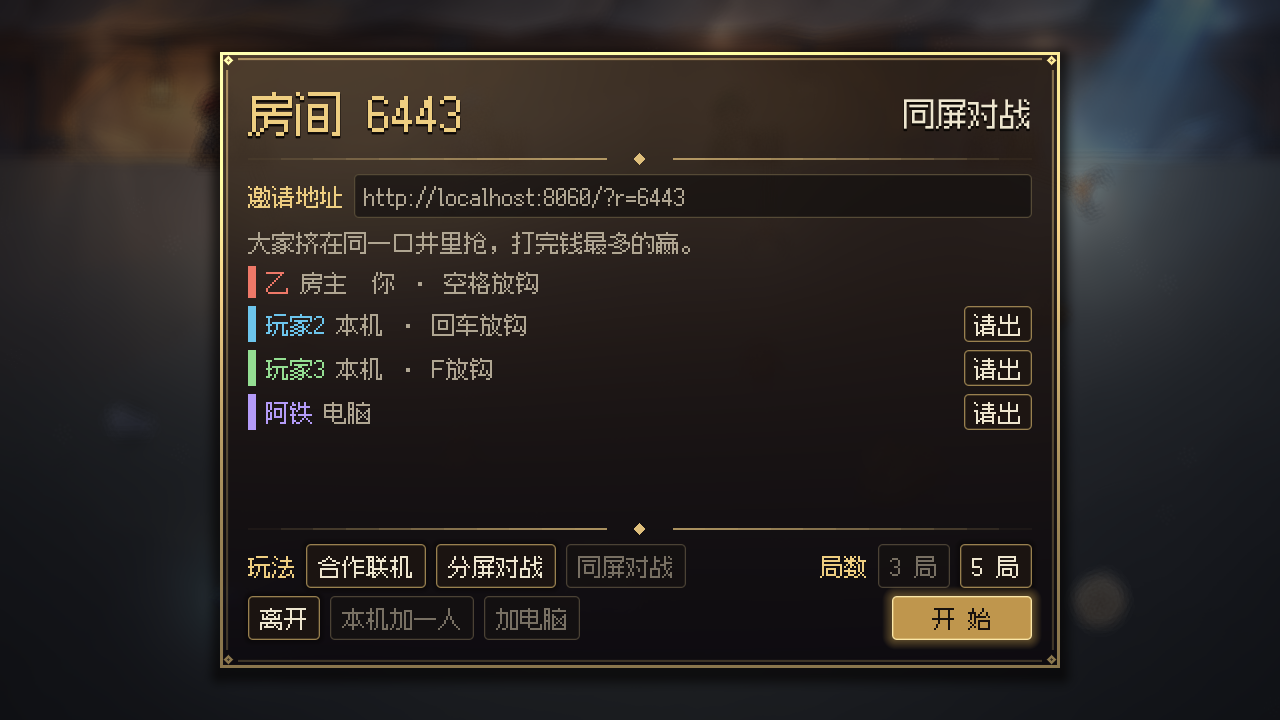 房间 6443
同屏对战
邀请地址 http://localhost:8060/?r=6443
大家挤在同一口井里抢，打完钱最多的赢。
乙 房主 你 · 空格放钩
玩家2 本机 · 回车放钩 请出
玩家3 本机 · F放钩 请出
阿铁 电脑 请出
玩法 合作联机 分屏对战 同屏对战 局数 3 局 5 局
离开 本机加一人 加电脑 开 始